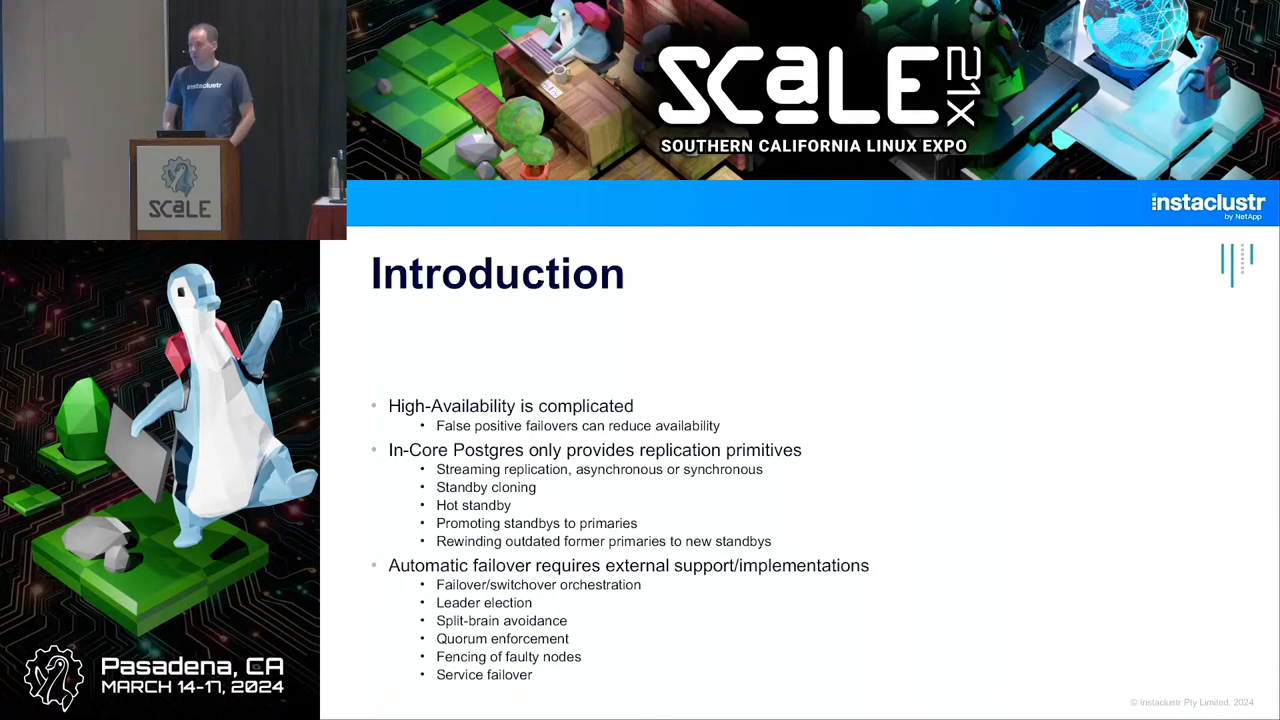 instaclustr
SCaLE
SCaLE 21X
SOUTHERN CALIFORNIA LINUX EXPO
instaclustr
by NetApp
Introduction
• High-Availability is complicated
• False positive failovers can reduce availability
• In-Core Postgres only provides replication primitives
• Streaming replication, asynchronous or synchronous
• Standby cloning
• Hot standby
• Promoting standbys to primaries
• Rewinding outdated former primaries to new standbys
• Automatic failover requires external support/implementations
• Failover/switchover orchestration
• Leader election
• Split-brain avoidance
• Quorum enforcement
• Fencing of faulty nodes
• Service failover
Pasadena, CA
MARCH 14-17, 2024
© Instaclustr Pty Limited, 2024